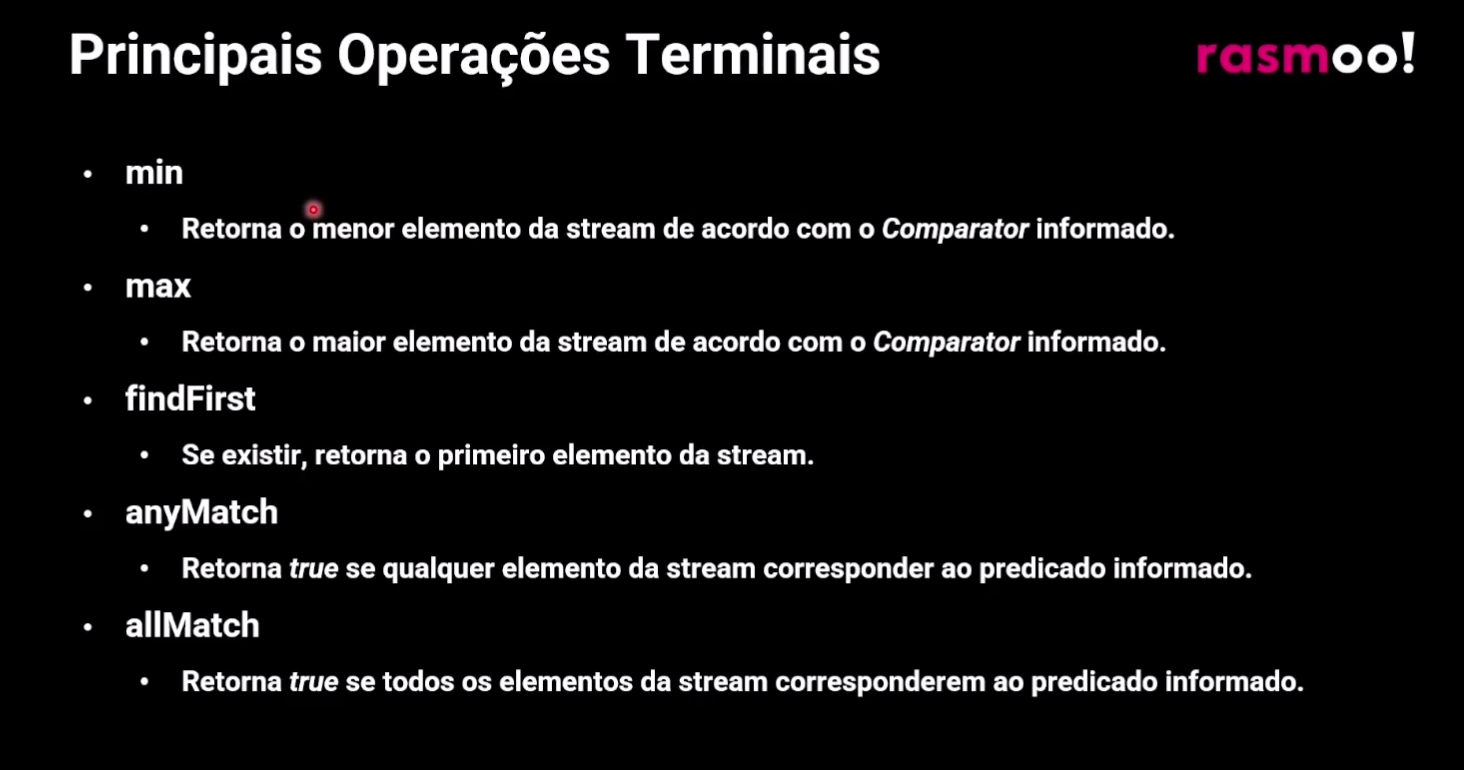 Principais Operações Terminais
rasmoo!
• min
• Retorna o menor elemento da stream de acordo com o Comparator informado.
• max
• Retorna o maior elemento da stream de acordo com o Comparator informado.
• findFirst
• Se existir, retorna o primeiro elemento da stream.
• anyMatch
• Retorna true se qualquer elemento da stream corresponder ao predicado informado.
• allMatch
• Retorna true se todos os elementos da stream corresponderem ao predicado informado.